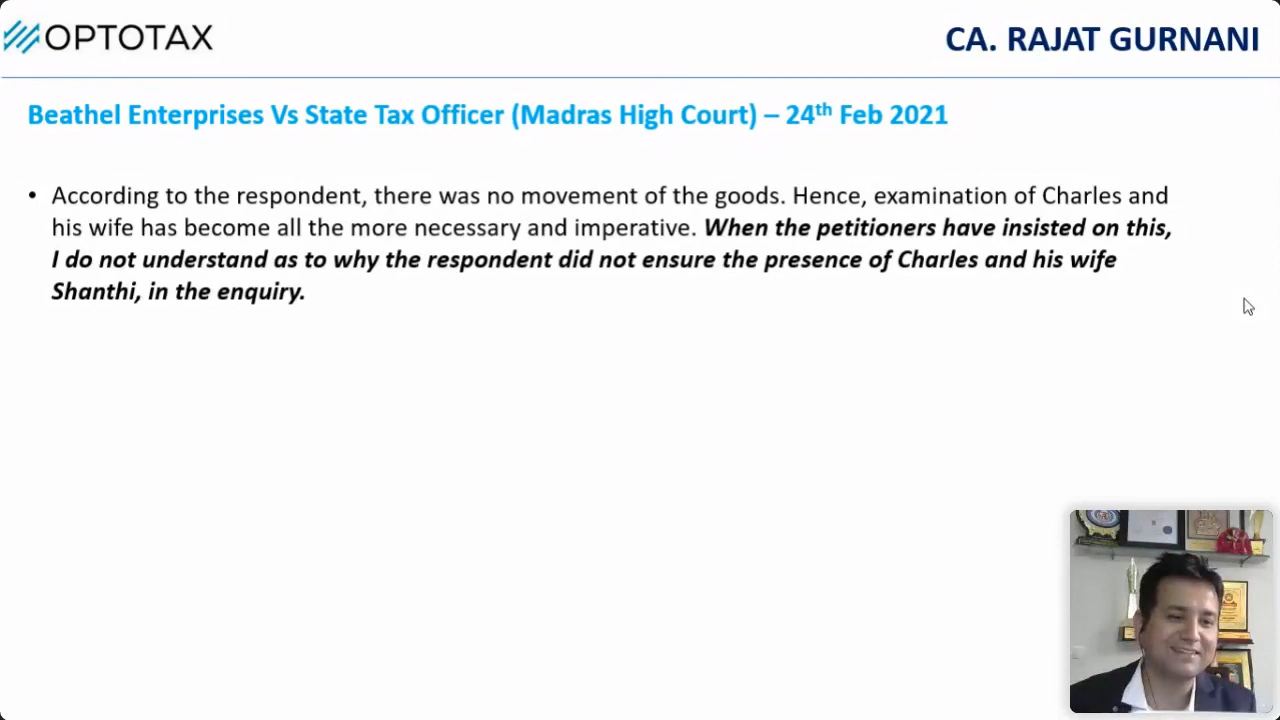 OPTOTAX
CA. RAJAT GURNANI
Beathel Enterprises Vs State Tax Officer (Madras High Court) – 24th Feb 2021
• According to the respondent, there was no movement of the goods. Hence, examination of Charles and
his wife has become all the more necessary and imperative. When the petitioners have insisted on this,
I do not understand as to why the respondent did not ensure the presence of Charles and his wife
Shanthi, in the enquiry.